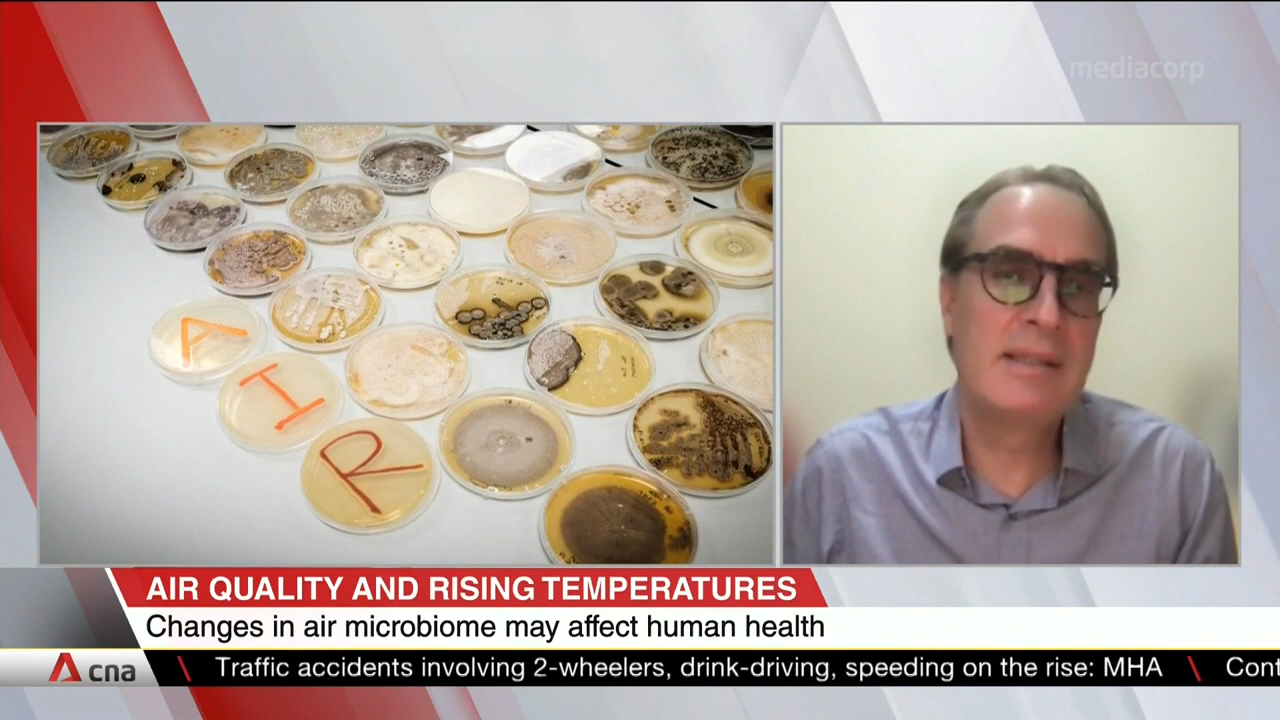 mediacorp
A
I
R
AIR QUALITY AND RISING TEMPERATURES
Changes in air microbiome may affect human health
cna \ Traffic accidents involving 2-wheelers, drink-driving, speeding on the rise: MHA \ Cont